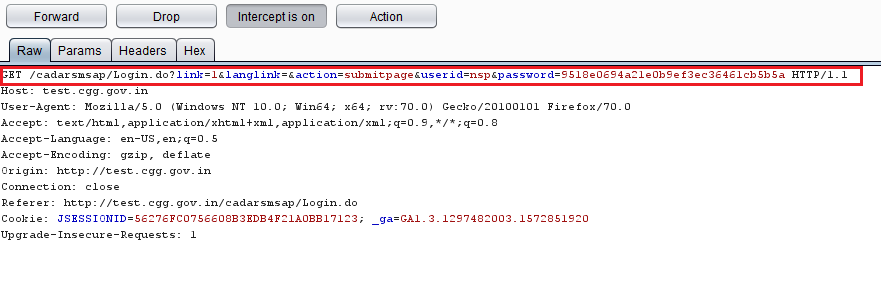 Forward Drop Intercept is on Action
Raw Params Headers Hex
GET /cadarsmsap/Login.do?link=1&langlink=&action=submitpage&userid=nsp&password=9518e0694a21e0b9ef3ec36461cb5b5a HTTP/1.1
Host: test.cgg.gov.in
User-Agent: Mozilla/5.0 (Windows NT 10.0; Win64; x64; rv:70.0) Gecko/20100101 Firefox/70.0
Accept: text/html,application/xhtml+xml,application/xml;q=0.9,*/*;q=0.8
Accept-Language: en-US,en;q=0.5
Accept-Encoding: gzip, deflate
Origin: http://test.cgg.gov.in
Connection: close
Referer: http://test.cgg.gov.in/cadarsmsap/Login.do
Cookie: JSESSIONID=56276FC0756608B3EDB4F21A0BB17123; _ga=GA1.3.1297482003.1572851920
Upgrade-Insecure-Requests: 1